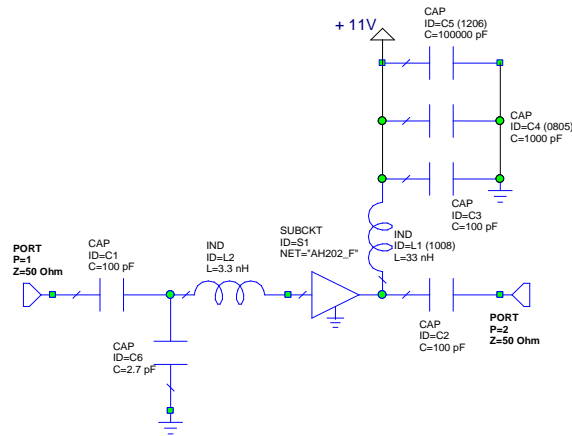 CAP
ID=C5 (1206)
C=100000 pF
+ 11V
CAP
ID=C4 (0805)
C=1000 pF
CAP
ID=C3
C=100 pF
SUBCKT
ID=S1
NET="AH202_F"
IND
ID=L1 (1008)
L=33 nH
IND
ID=L2
L=3.3 nH
CAP
ID=C1
C=100 pF
PORT
P=1
Z=50 Ohm
CAP
ID=C2
C=100 pF
PORT
P=2
Z=50 Ohm
CAP
ID=C6
C=2.7 pF